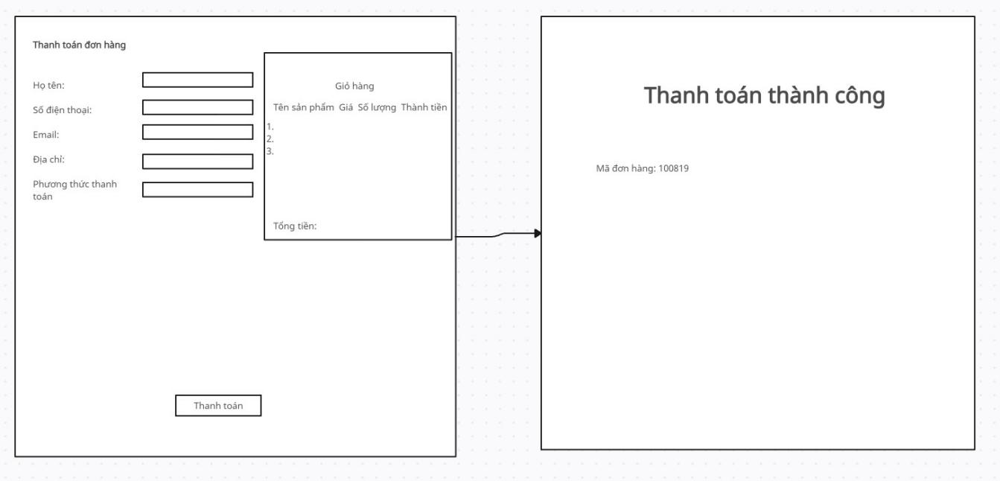 Thanh toán đơn hàng
Họ tên:
Số điện thoại:
Email:
Địa chỉ:
Phương thức thanh
toán
Giỏ hàng
Tên sản phẩm Giá Số lượng Thành tiền
1.
2.
3.
Tổng tiền:
Thanh toán
Thanh toán thành công
Mã đơn hàng: 100819